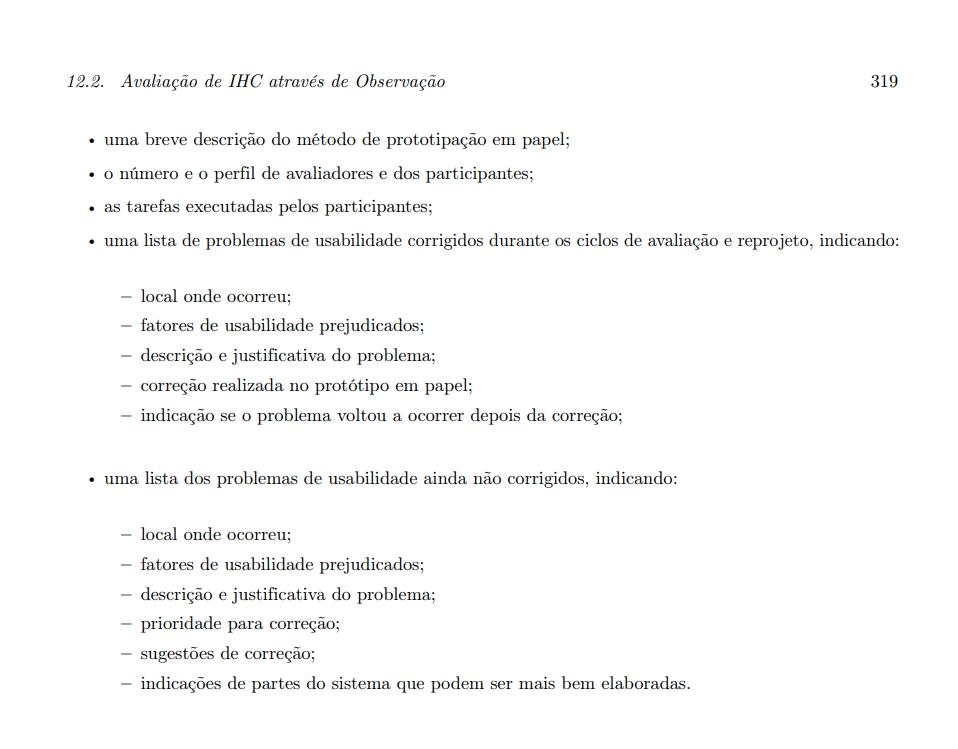 12.2. Avaliação de IHC através de Observação 319
• uma breve descrição do método de prototipação em papel;
• o número e o perfil de avaliadores e dos participantes;
• as tarefas executadas pelos participantes;
• uma lista de problemas de usabilidade corrigidos durante os ciclos de avaliação e reprojeto, indicando:
– local onde ocorreu;
– fatores de usabilidade prejudicados;
– descrição e justificativa do problema;
– correção realizada no protótipo em papel;
– indicação se o problema voltou a ocorrer depois da correção;
• uma lista dos problemas de usabilidade ainda não corrigidos, indicando:
– local onde ocorreu;
– fatores de usabilidade prejudicados;
– descrição e justificativa do problema;
– prioridade para correção;
– sugestões de correção;
– indicações de partes do sistema que podem ser mais bem elaboradas.